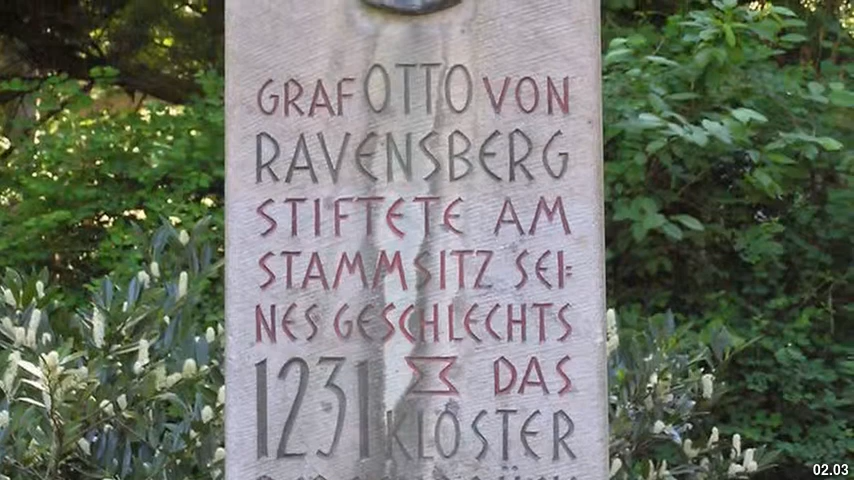 GRAF OTTO VON
RAVENSBERG
STIFTETE AM
STAMMSITZ SEI-
NES GESCHLECHTS
1231 DAS
KLOSTER
02.03